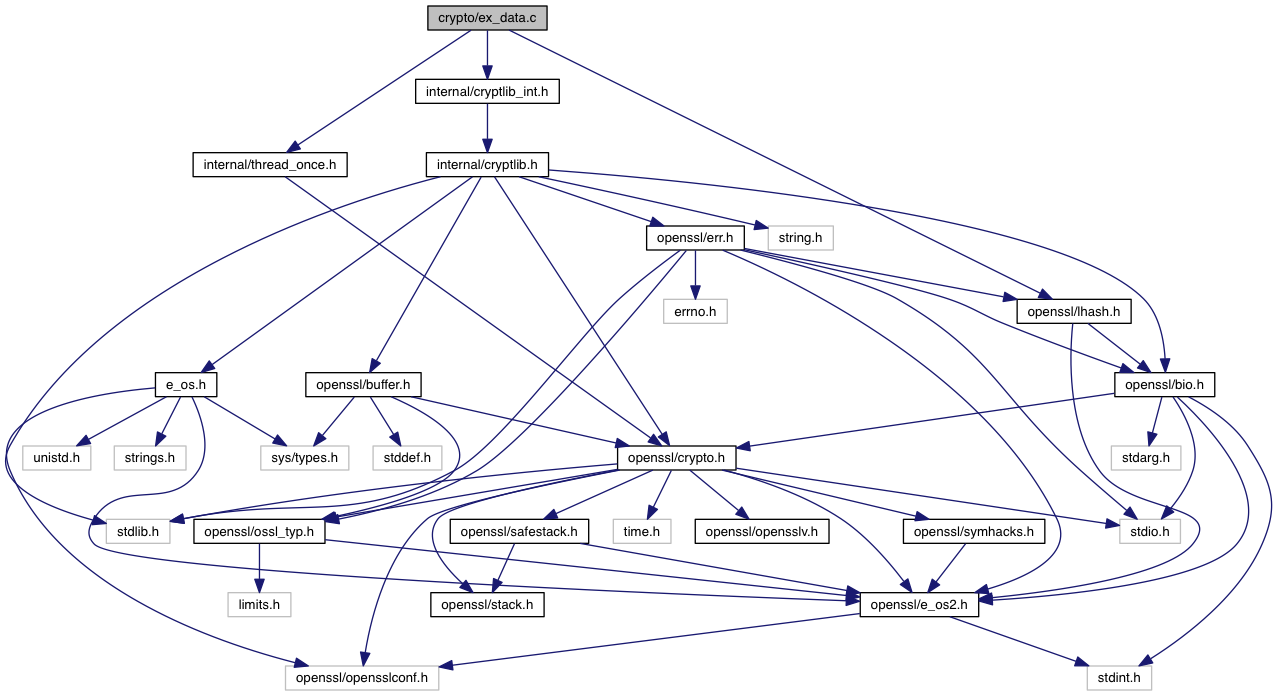 crypto/ex_data.c
internal/cryptlib_int.h
internal/thread_once.h
internal/cryptlib.h
openssl/err.h
string.h
errno.h
openssl/lhash.h
e_os.h
openssl/buffer.h
openssl/bio.h
unistd.h
strings.h
sys/types.h
stddef.h
openssl/crypto.h
stdarg.h
stdlib.h
openssl/ossl_typ.h
openssl/safestack.h
time.h
openssl/opensslv.h
openssl/symhacks.h
stdio.h
limits.h
openssl/stack.h
openssl/e_os2.h
openssl/opensslconf.h
stdint.h